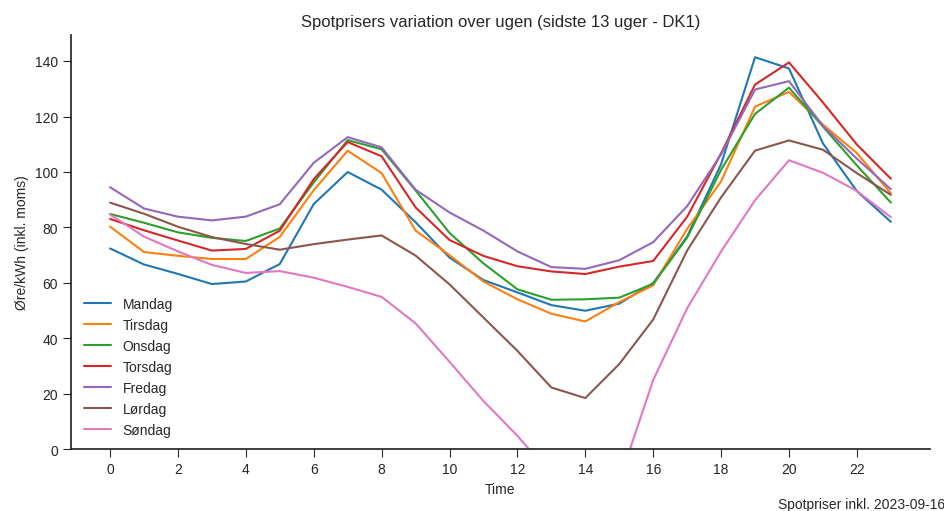 Spotprisers variation over ugen (sidste 13 uger - DK1)
Øre/kWh (inkl. moms)
140
120
100
80
60
40
20
0
Mandag
Tirsdag
Onsdag
Torsdag
Fredag
Lørdag
Søndag
0 2 4 6 8 10 12 14 16 18 20 22
Time
Spotpriser inkl. 2023-09-16